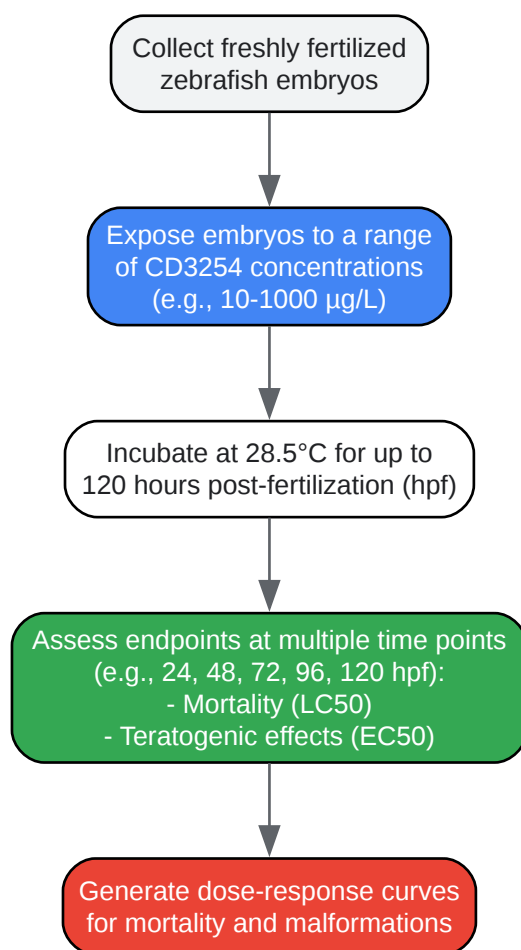 Collect freshly fertilized
zebrafish embryos
Expose embryos to a range
of CD3254 concentrations
(e.g., 10-1000 µg/L)
Incubate at 28.5°C for up to
120 hours post-fertilization (hpf)
Assess endpoints at multiple time points
(e.g., 24, 48, 72, 96, 120 hpf):
- Mortality (LC50)
- Teratogenic effects (EC50)
Generate dose-response curves
for mortality and malformations